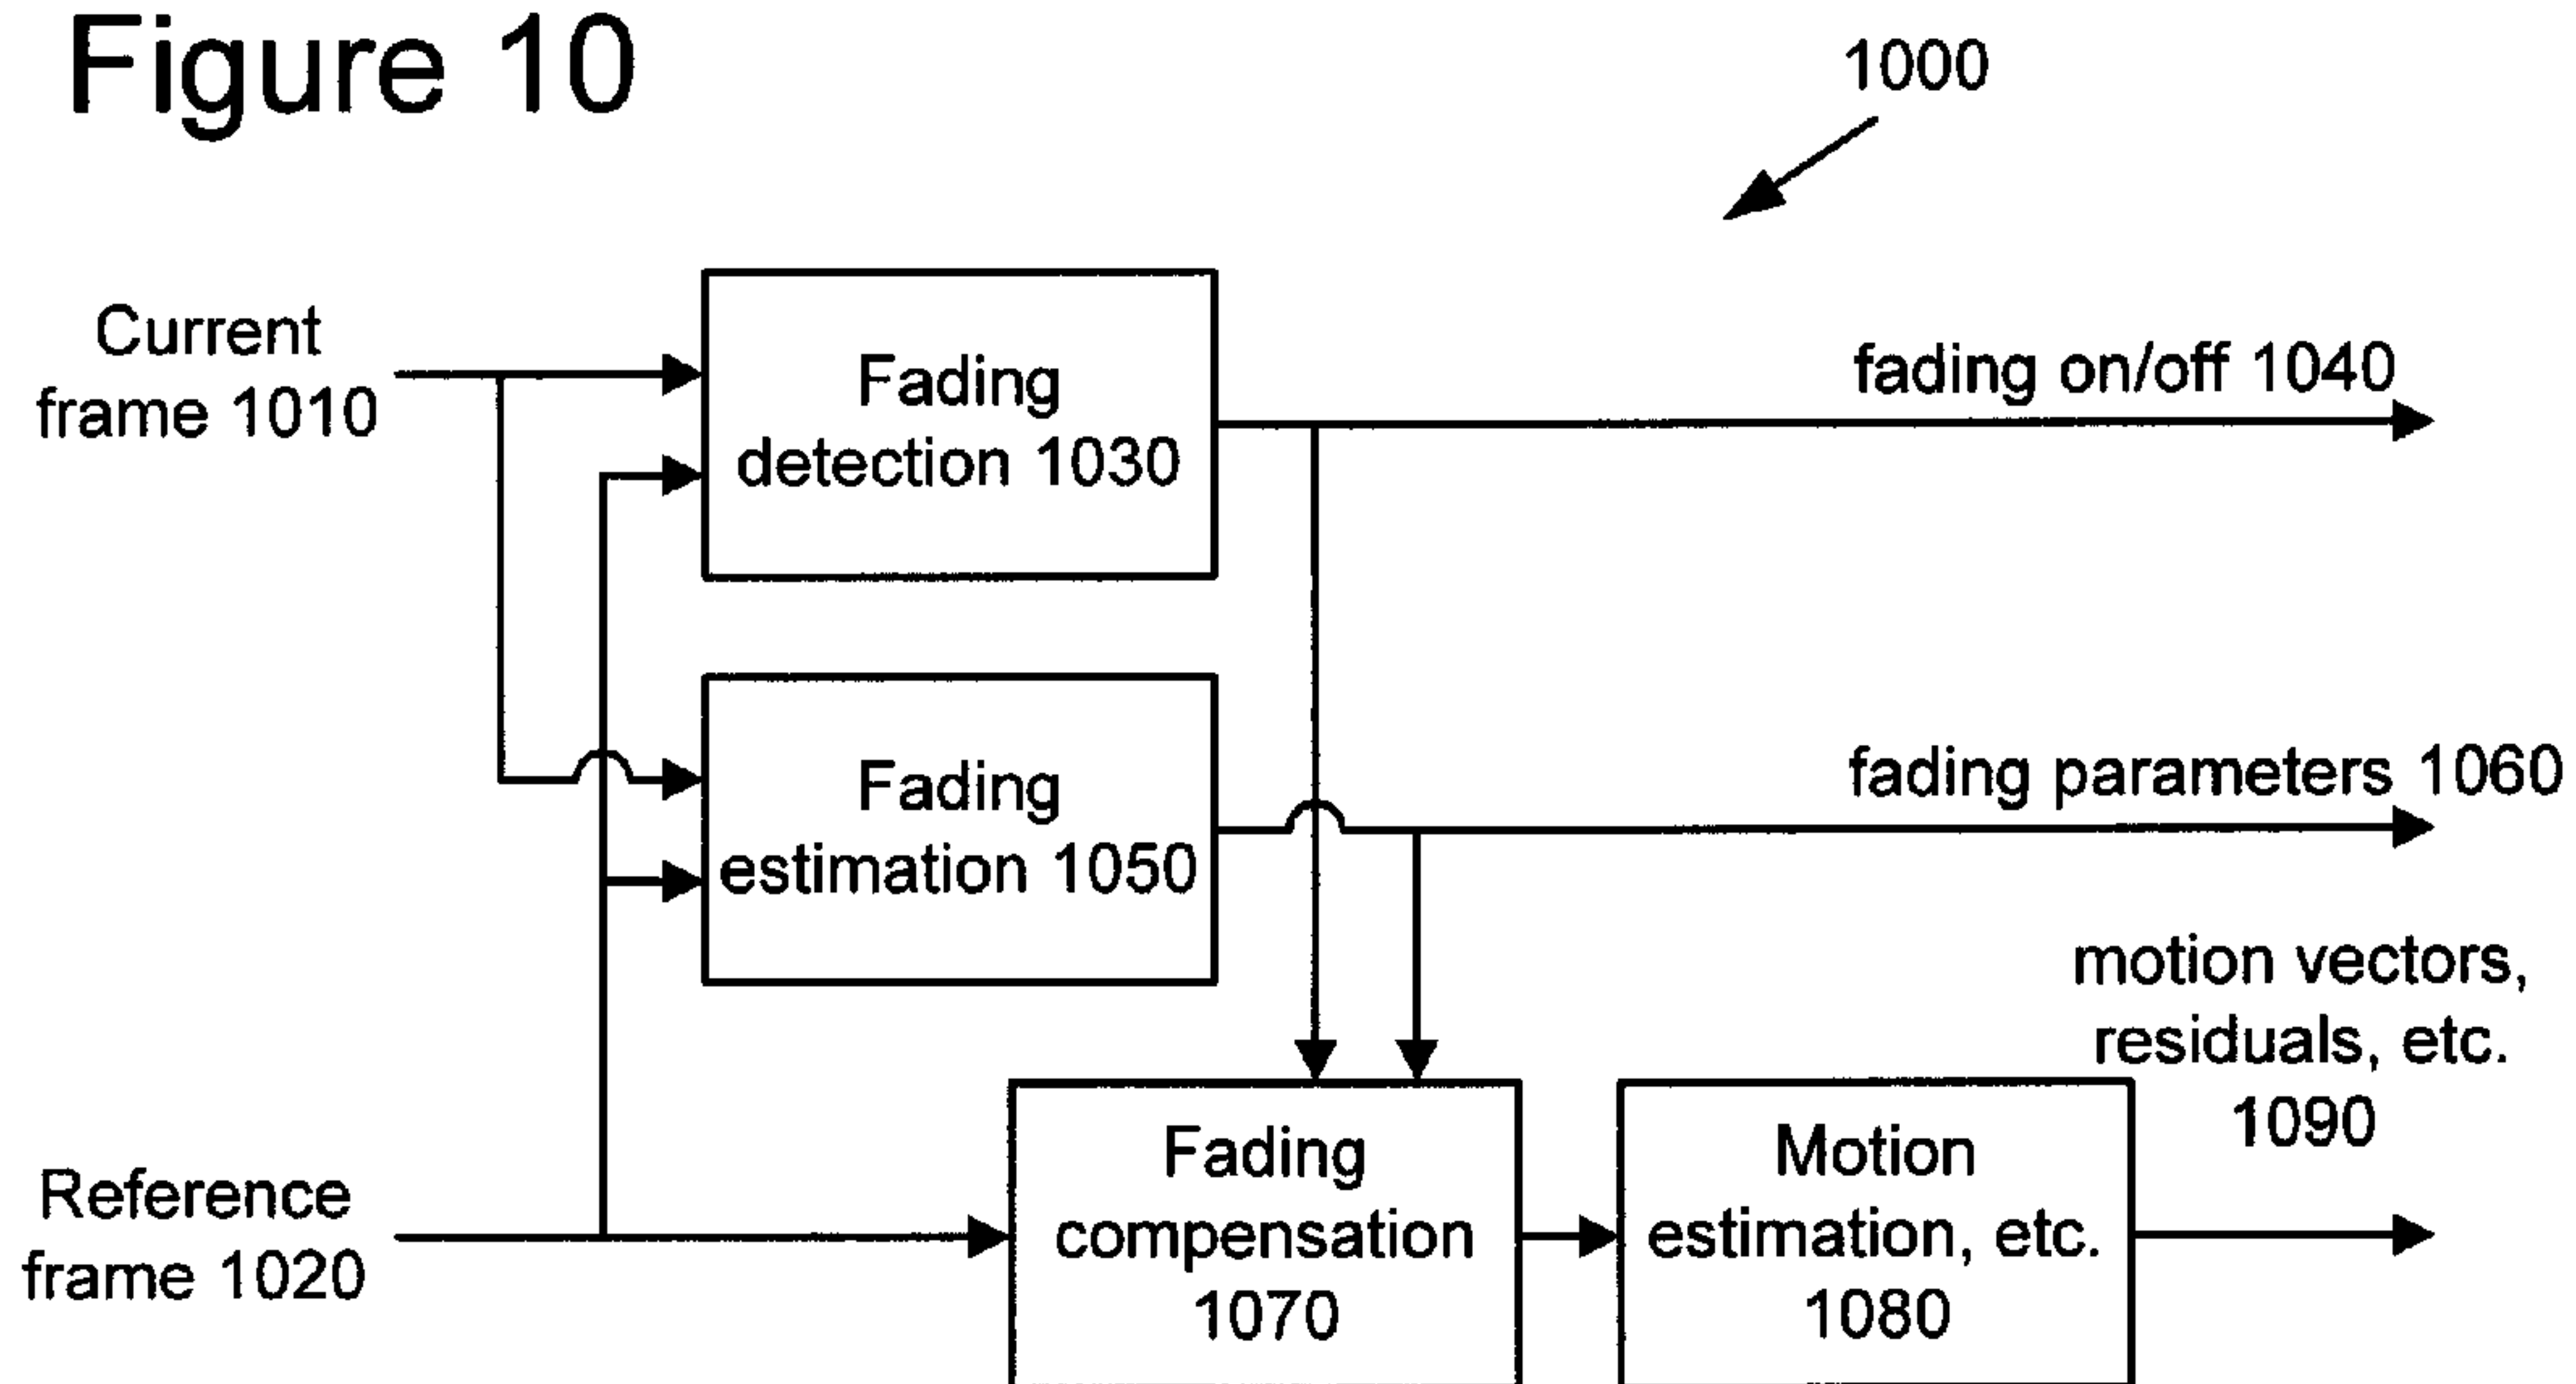 Figure 10
1000
Current
frame 1010
Fading
detection 1030
fading on/off 1040
Fading
estimation 1050
fading parameters 1060
motion vectors,
residuals, etc.
1090
Reference
frame 1020
Fading
compensation
1070
Motion
estimation, etc.
1080